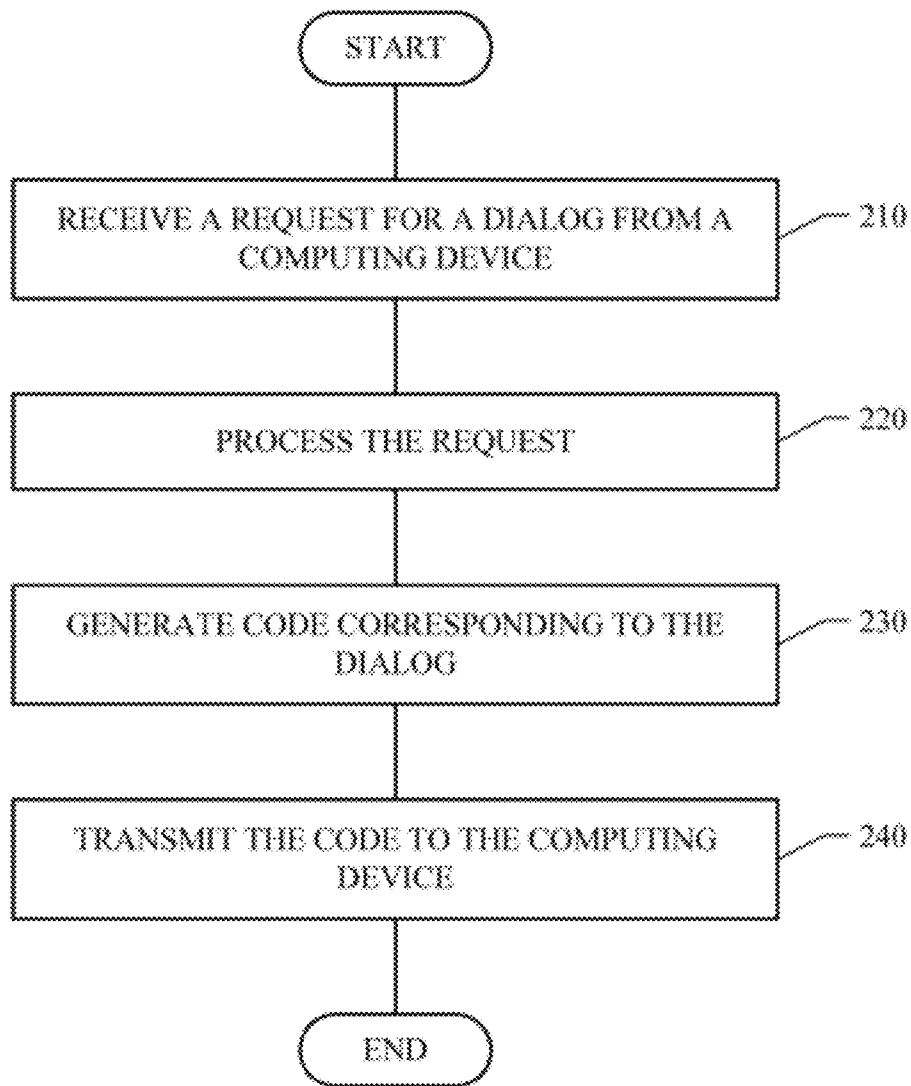 START
RECEIVE A REQUEST FOR A DIALOG FROM A
COMPUTING DEVICE
210
PROCESS THE REQUEST
220
GENERATE CODE CORRESPONDING TO THE
DIALOG
230
TRANSMIT THE CODE TO THE COMPUTING
DEVICE
240
END